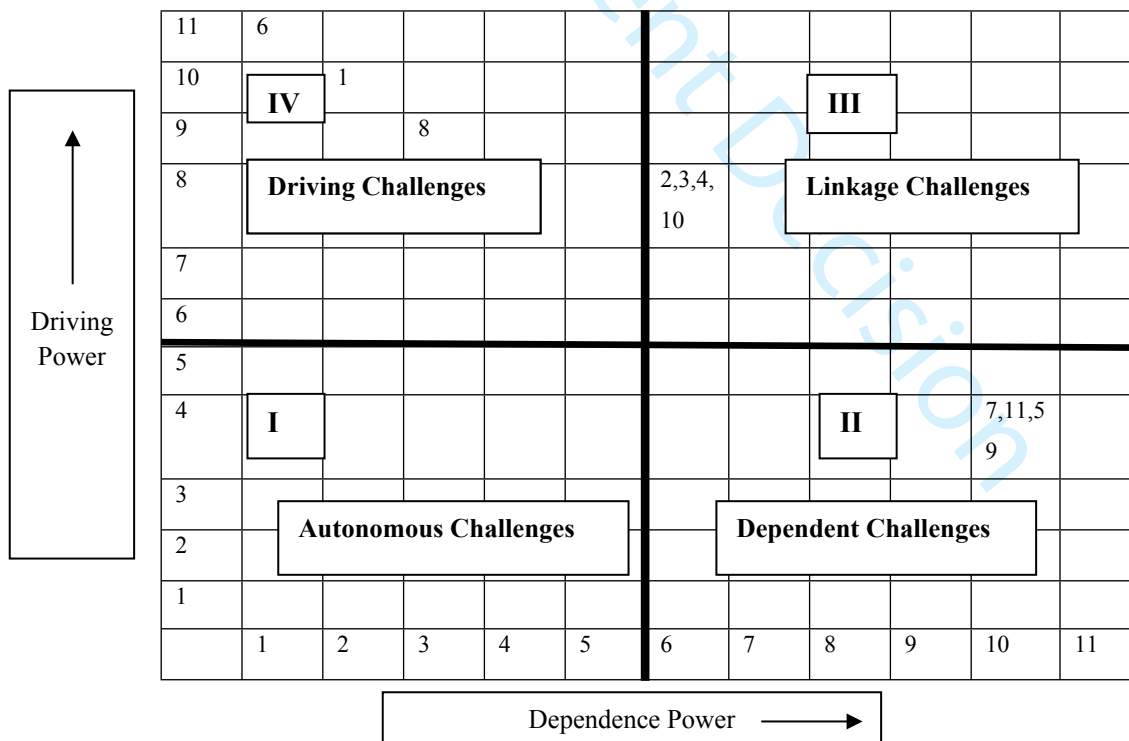 11 6
10 1
IV III
9 8
8 Driving Challenges 2,3,4, Linkage Challenges
10
7
6
Driving
Power
5
4 I II 7,11,5
9
3
Autonomous Challenges Dependent Challenges
2
1
1 2 3 4 5 6 7 8 9 10 11
Dependence Power
ent Decision